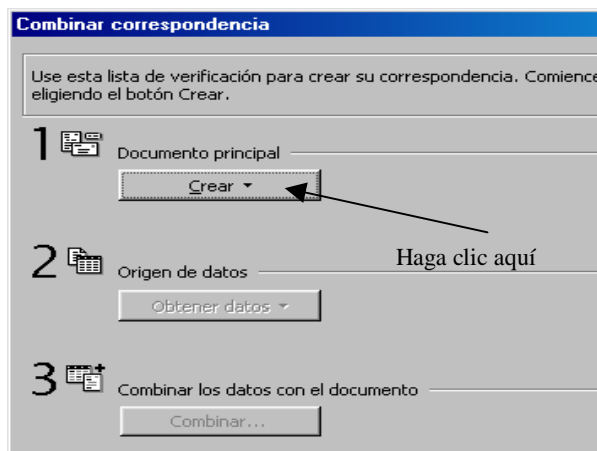 Combinar correspondencia
Use esta lista de verificación para crear su correspondencia. Comience
eligiendo el botón Crear.
1
Documento principal
Crear
Haga clic aquí
2
Origen de datos
Obtener datos
3
Combinar los datos con el documento
Combinar...